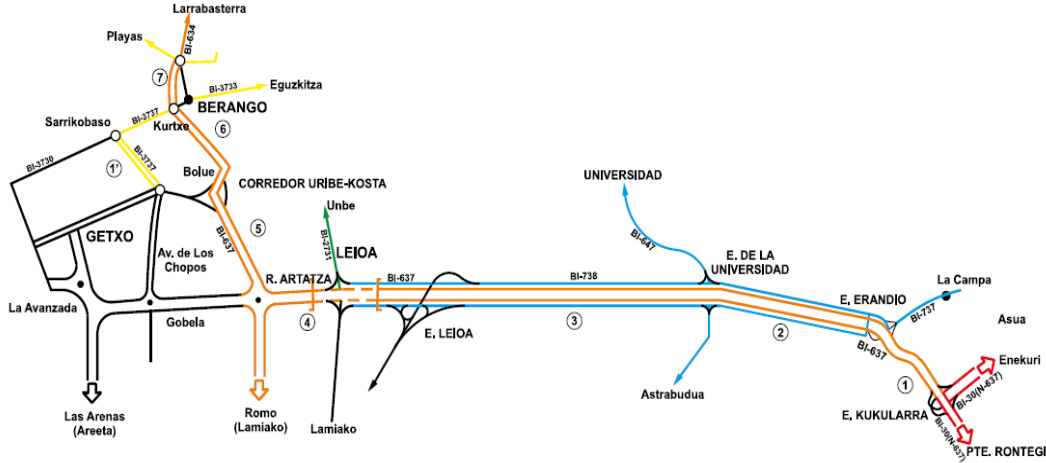 Larrabasterra
Playas
BI-634
7
BI-3733
Eguzkitza
BERANGO
Sarrikobaso
BI-3737
Kurtxe
6
BI-3730
1'
BI-3737
Bolue
CORREDOR URIBE-KOSTA
UNIVERSIDAD
Unbe
GETXO
BI-637
5
BI-2731
LEIOA
BI-647
Av. de Los
Chopos
R. ARTATZA
BI-637
BI-738
E. DE LA
UNIVERSIDAD
La Campa
La Avanzada
Gobela
4
E, LEIOA
3
2
E, ERANDIO
BI-737
BI-637
Asua
Enekuri
1
BI-30(N-637)
Astrabudua
E. KUKULARRA
BI-30(N-637)
PTE. RONTEGI
Las Arenas
(Areeta)
Romo
(Lamiako)
Lamiako